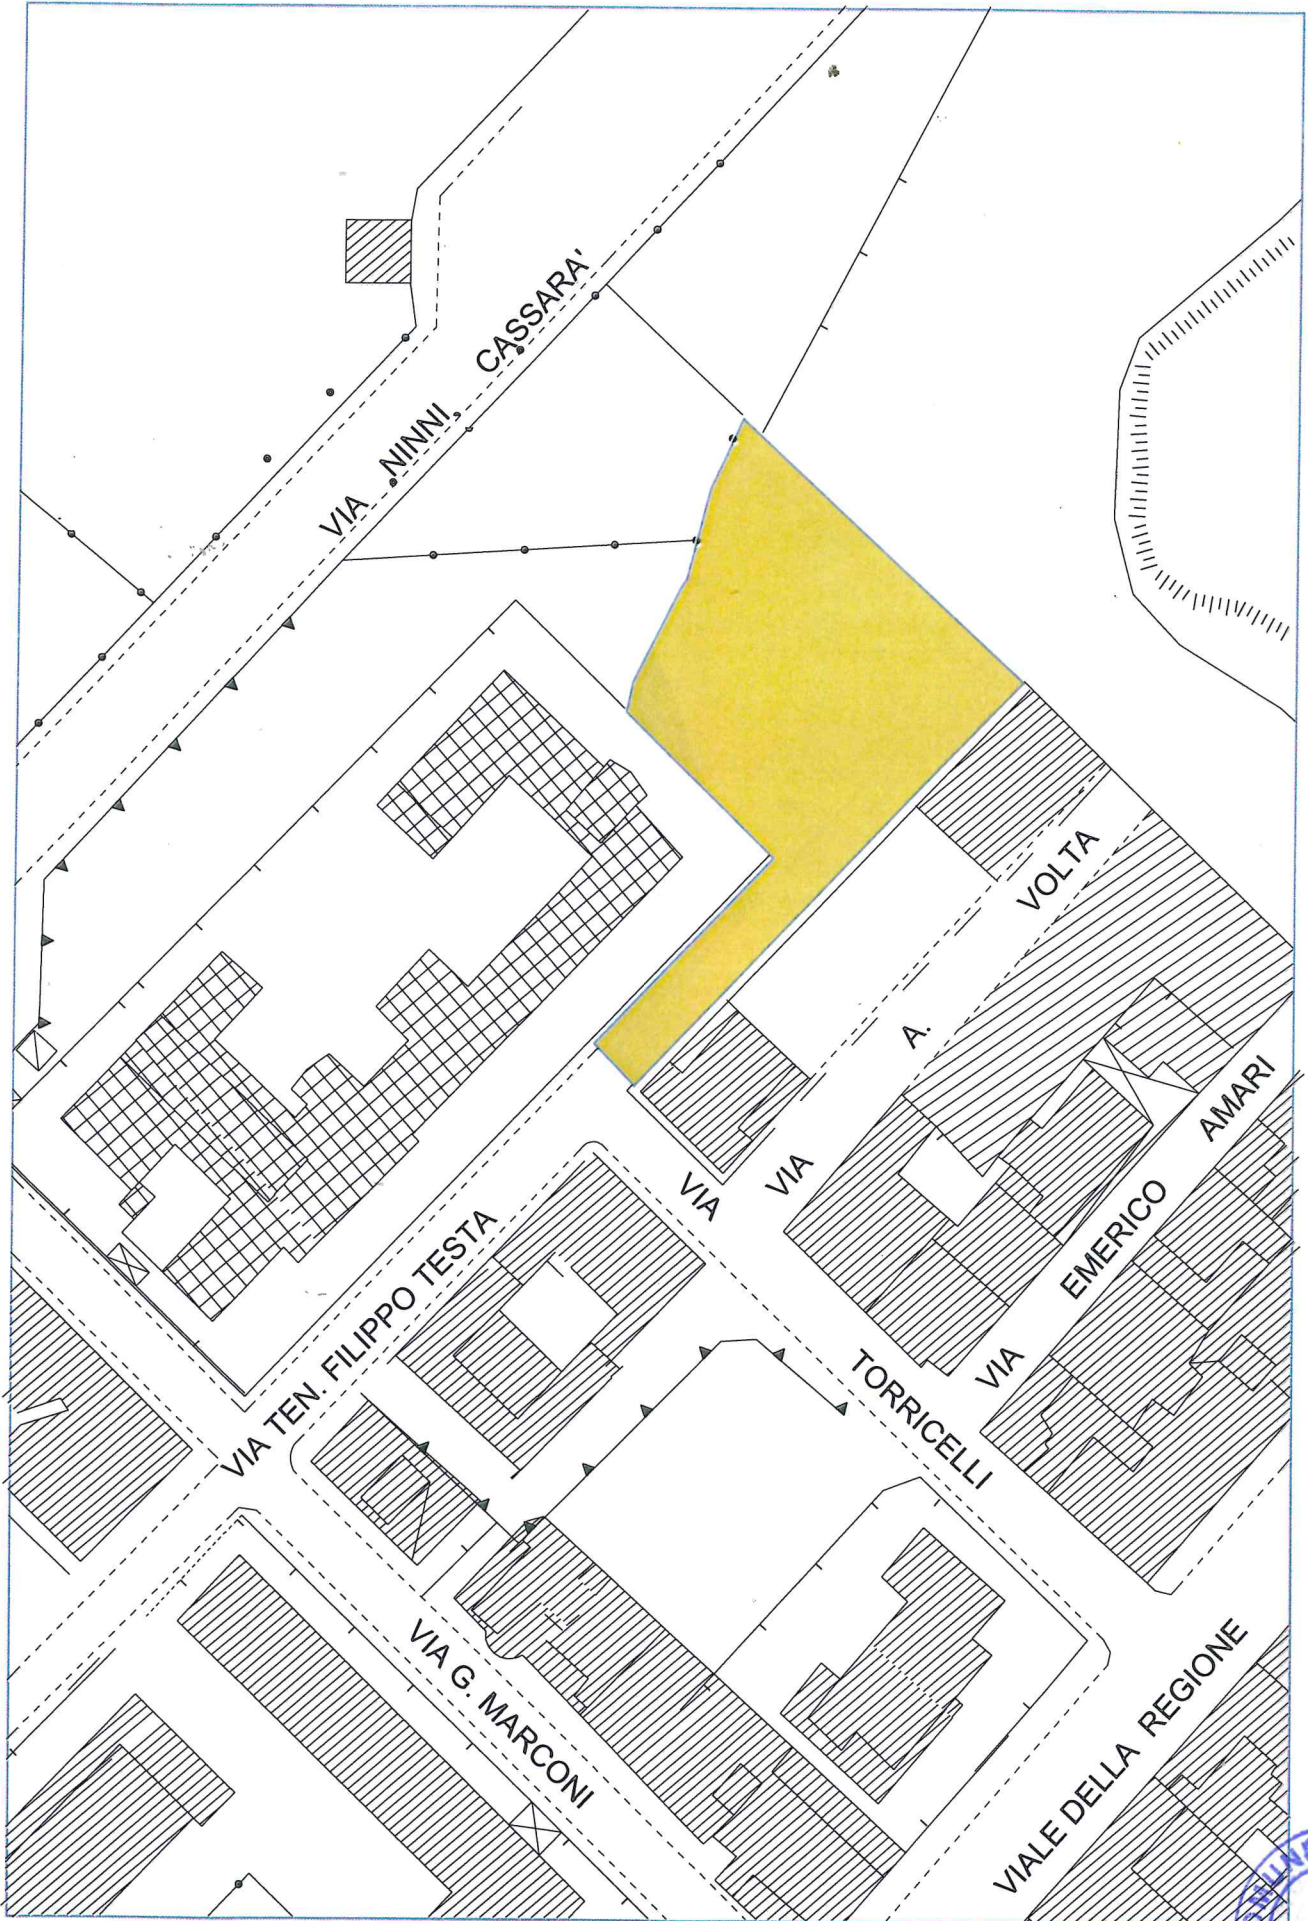 VIA NINNI CASSARA'
VIA A. VOLTA
VIA EMERICO AMARI
VIA TEN. FILIPPO TESTA
VIA TORRICELLI
VIA G. MARCONI
VIALE DELLA REGIONE